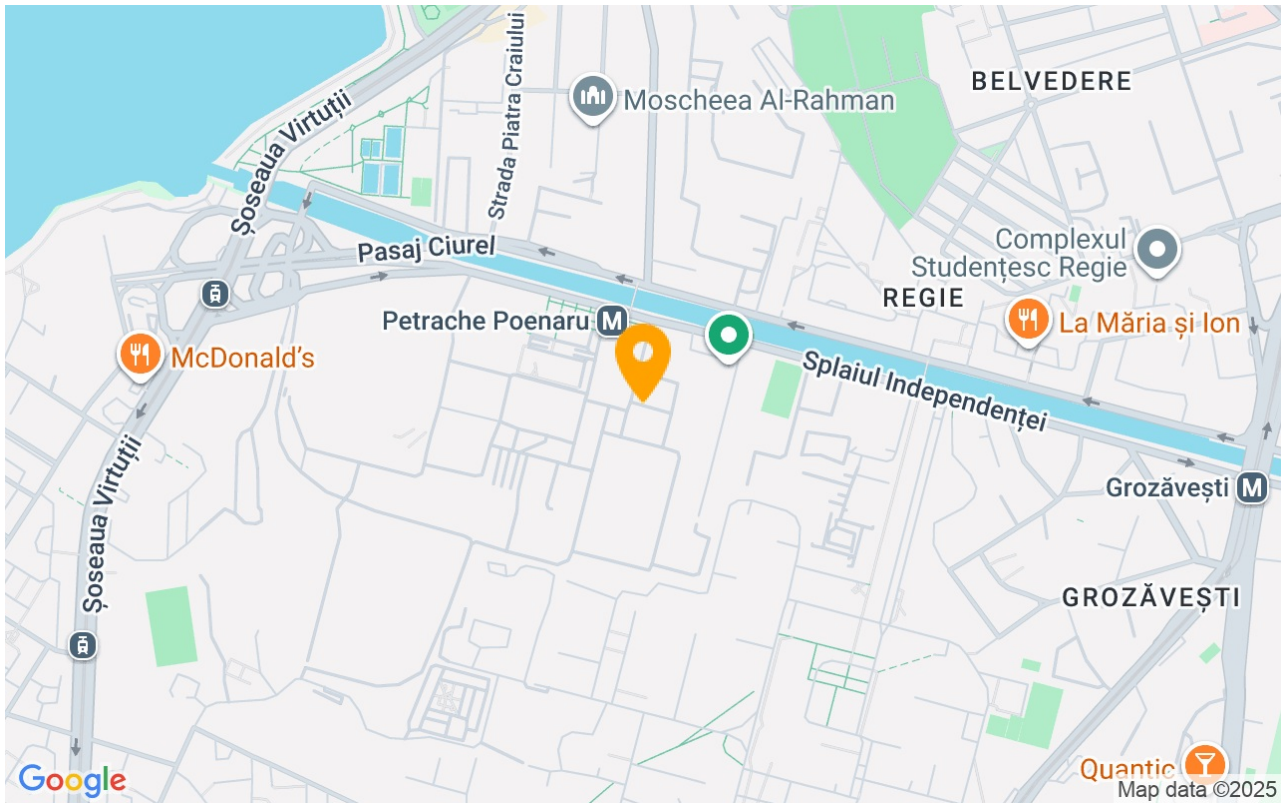 BELVEDERE
Moscheea Al-Rahman
Strada Piatra Craiului
Șoseaua Virtuții
Pasaj Ciurel
Complexul
Studențesc Regie
REGIE
Petrache Poenaru
M
La Măria și Ion
McDonald's
Splaiul Independenței
Grozăvești
M
Șoseaua Virtuții
GROZĂVEȘTI
Quantic
Google
Map data ©2025